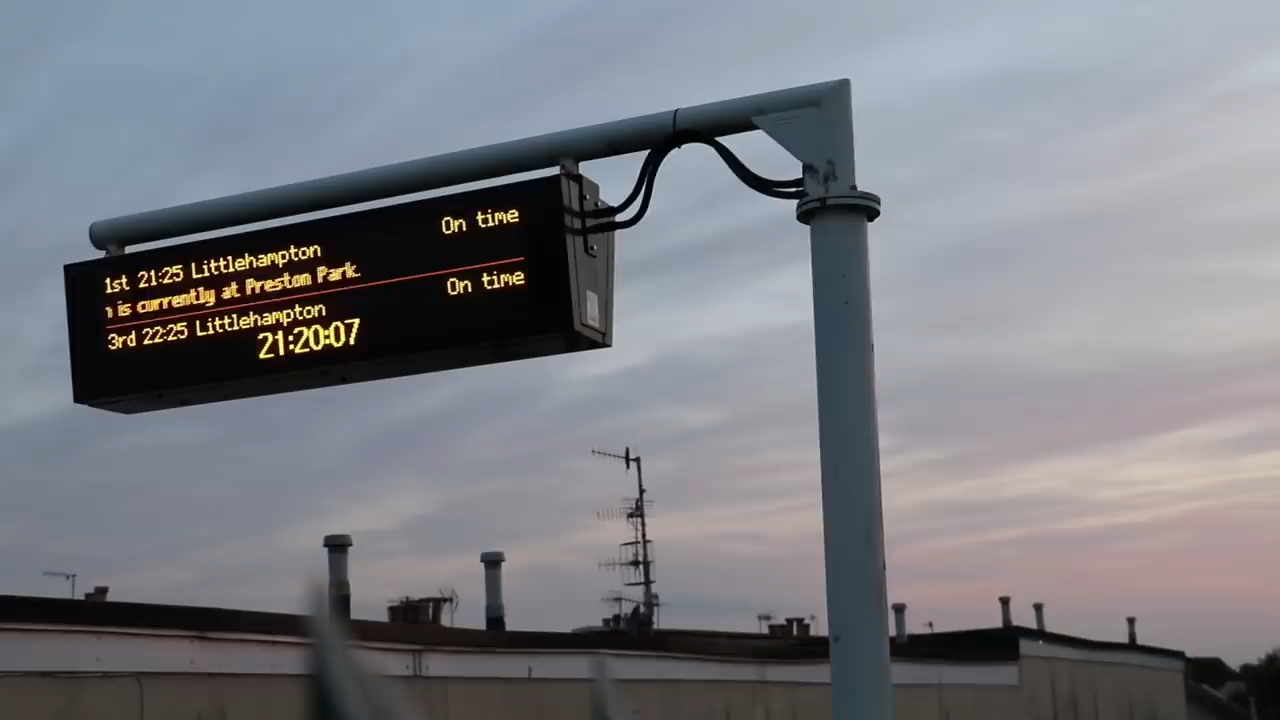 1st 21:25 Littlehampton On time
is currently at Preston Park.
3rd 22:25 Littlehampton On time
21:20:07